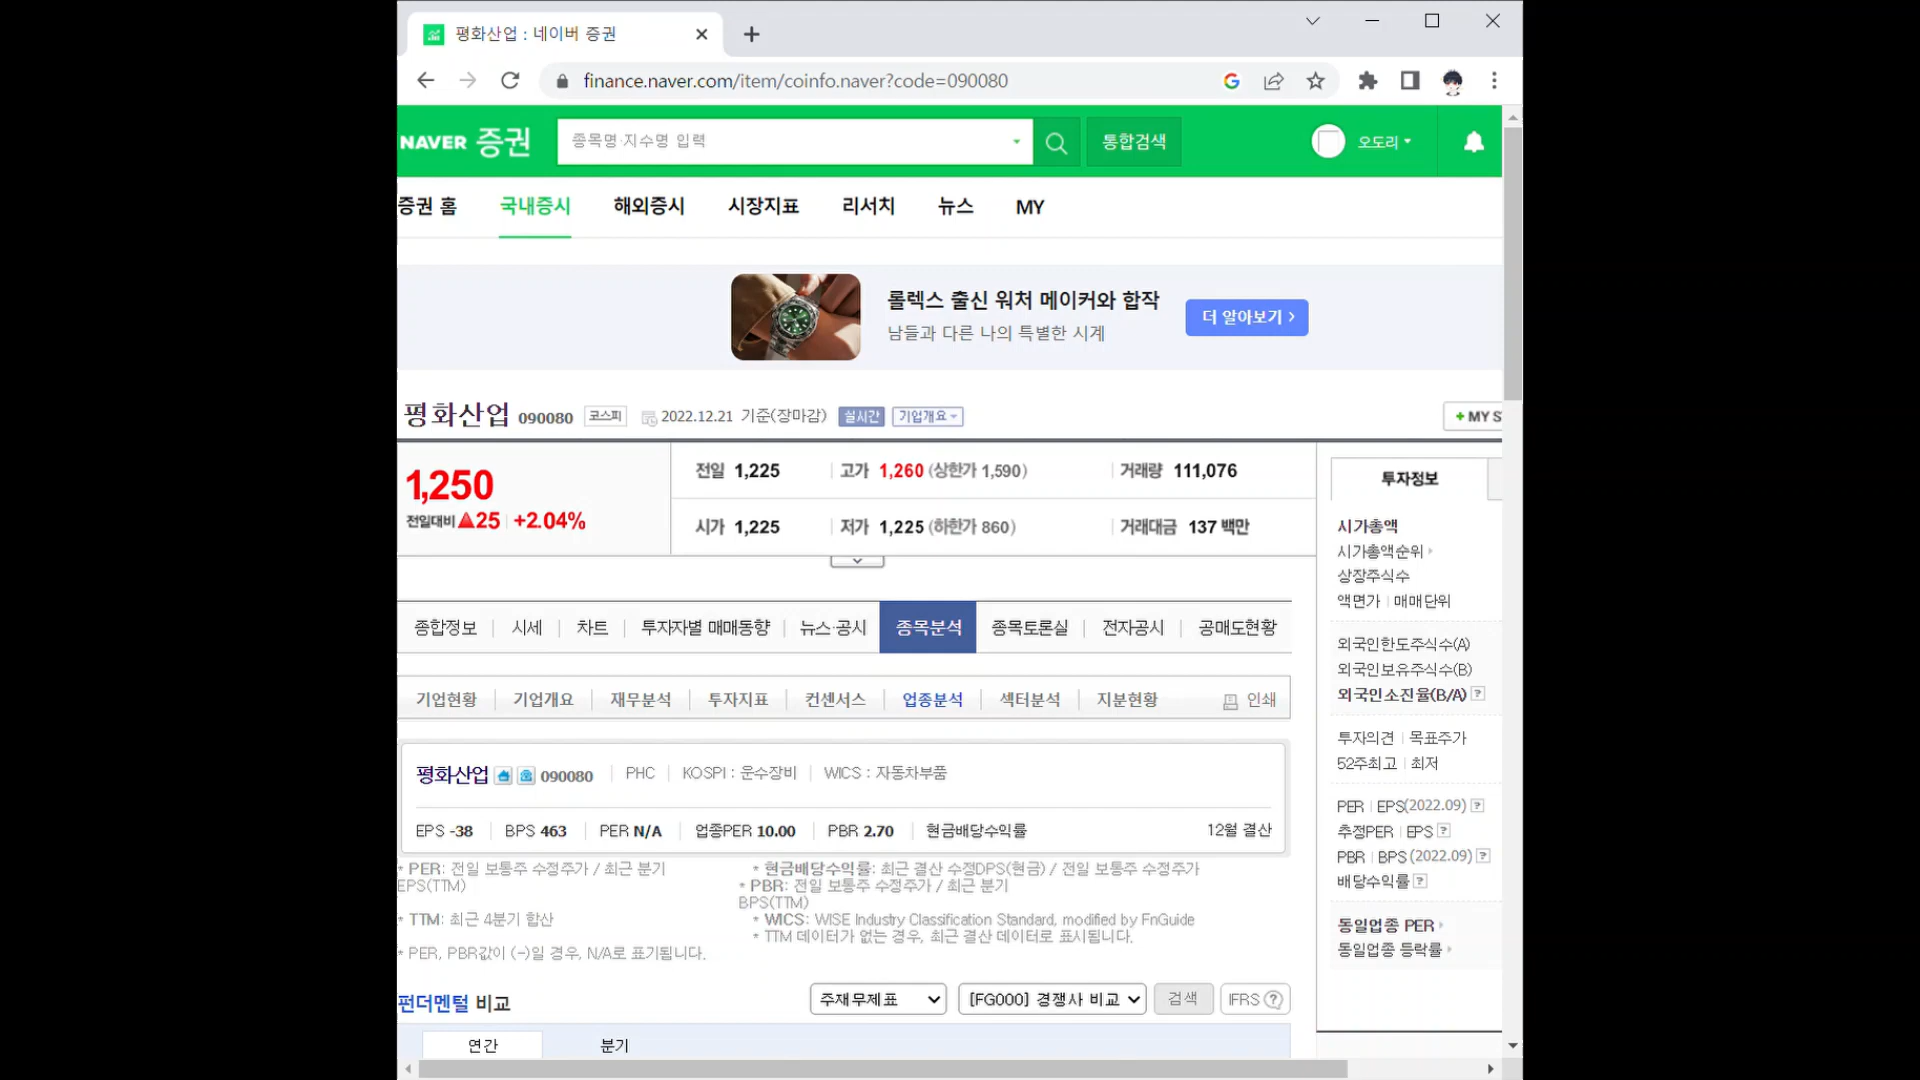 평화산업 : 네이버 증권
finance.naver.com/item/coinfo.naver?code=090080
NAVER 증권
종목명·지수명 입력
통합검색
오도리
증권 홈 국내증시 해외증시 시장지표 리서치 뉴스 MY
롤렉스 출신 워처 메이커와 합작
남들과 다른 나의 특별한 시계
더 알아보기 >
평화산업 090080 코스피 2022.12.21 기준(장마감) 실시간 기업개요
+ MY S
1,250
전일대비 ▲25 +2.04%
전일 1,225 고가 1,260 (상한가 1,590) 거래량 111,076
시가 1,225 저가 1,225 (하한가 860) 거래대금 137 백만
종합정보 시세 차트 투자자별 매매동향 뉴스·공시 종목분석 종목토론실 전자공시 공매도현황
기업현황 기업개요 재무분석 투자지표 컨센서스 업종분석 섹터분석 지분현황 인쇄
평화산업 090080 PHC KOSPI : 운수장비 WICS : 자동차부품
EPS -38 BPS 463 PER N/A 업종PER 10.00 PBR 2.70 현금배당수익률 12월 결산
* PER: 전일 보통주 수정주가 / 최근 분기
EPS(TTM)
* TTM: 최근 4분기 합산
* PER, PBR값이 (-)일 경우, N/A로 표기됩니다.
* 현금배당수익률: 최근 결산 수정DPS(현금) / 전일 보통주 수정주가
* PBR: 전일 보통주 수정주가 / 최근 분기
BPS(TTM)
* WICS: WISE Industry Classification Standard, modified by FnGuide
* TTM 데이터가 없는 경우, 최근 결산 데이터로 표시됩니다.
펀더멘털 비교
주재무제표 [FG000] 경쟁사 비교 검색 IFRS ?
연간 분기
투자정보
시가총액
시가총액순위
상장주식수
액면가 | 매매단위
외국인한도주식수(A)
외국인보유주식수(B)
외국인소진율(B/A) ?
투자의견 | 목표주가
52주최고 | 최저
PER | EPS(2022.09) ?
추정PER | EPS ?
PBR | BPS (2022.09) ?
배당수익률 ?
동일업종 PER
동일업종 등락률